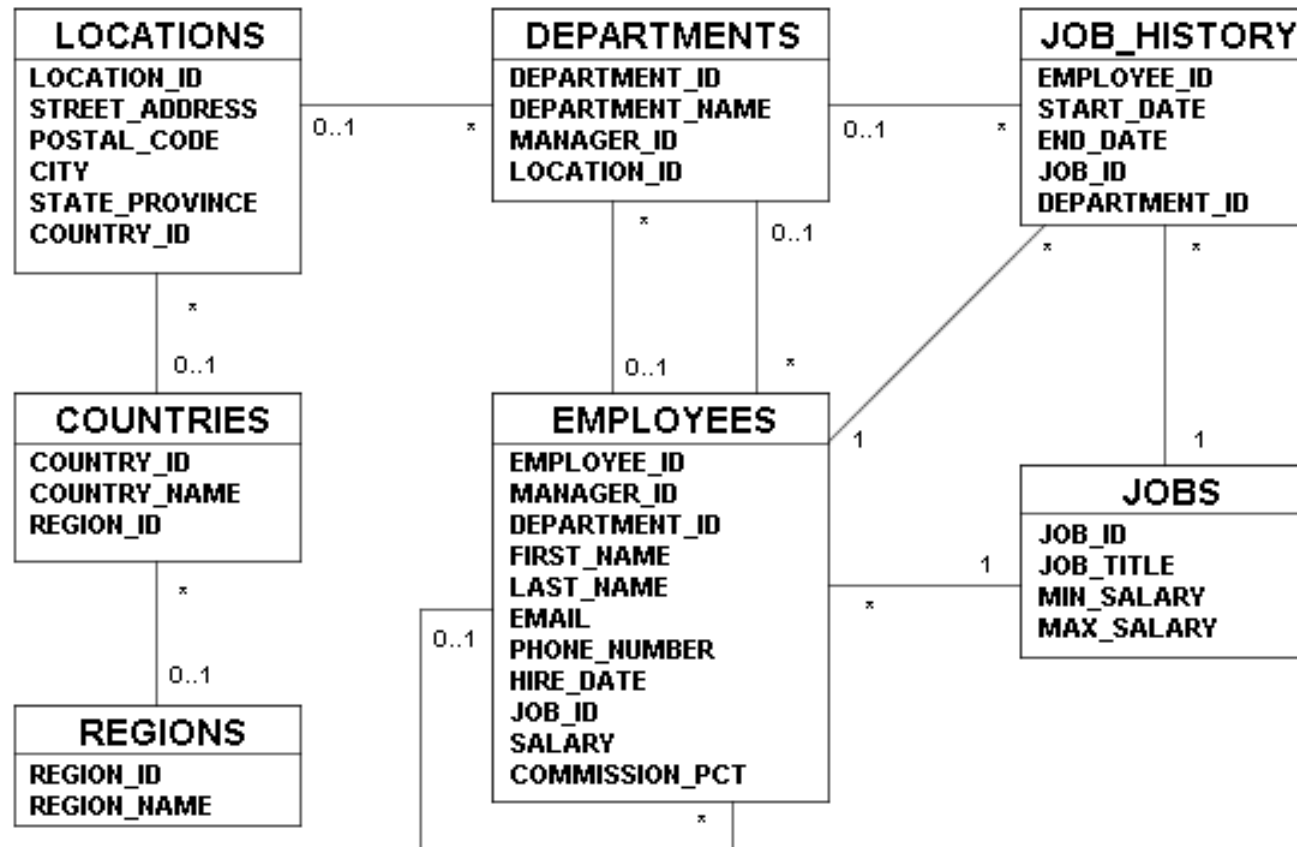 LOCATIONS
LOCATION_ID
STREET_ADDRESS
POSTAL_CODE
CITY
STATE_PROVINCE
COUNTRY_ID
0..1
*
DEPARTMENTS
DEPARTMENT_ID
DEPARTMENT_NAME
MANAGER_ID
LOCATION_ID
0..1
*
JOB_HISTORY
EMPLOYEE_ID
START_DATE
END_DATE
JOB_ID
DEPARTMENT_ID
*
0..1
*
0..1
0..1
*
*
1
*
1
COUNTRIES
COUNTRY_ID
COUNTRY_NAME
REGION_ID
*
0..1
REGIONS
REGION_ID
REGION_NAME
EMPLOYEES
EMPLOYEE_ID
MANAGER_ID
DEPARTMENT_ID
FIRST_NAME
LAST_NAME
EMAIL
PHONE_NUMBER
HIRE_DATE
JOB_ID
SALARY
COMMISSION_PCT
0..1
*
*
1
JOBS
JOB_ID
JOB_TITLE
MIN_SALARY
MAX_SALARY